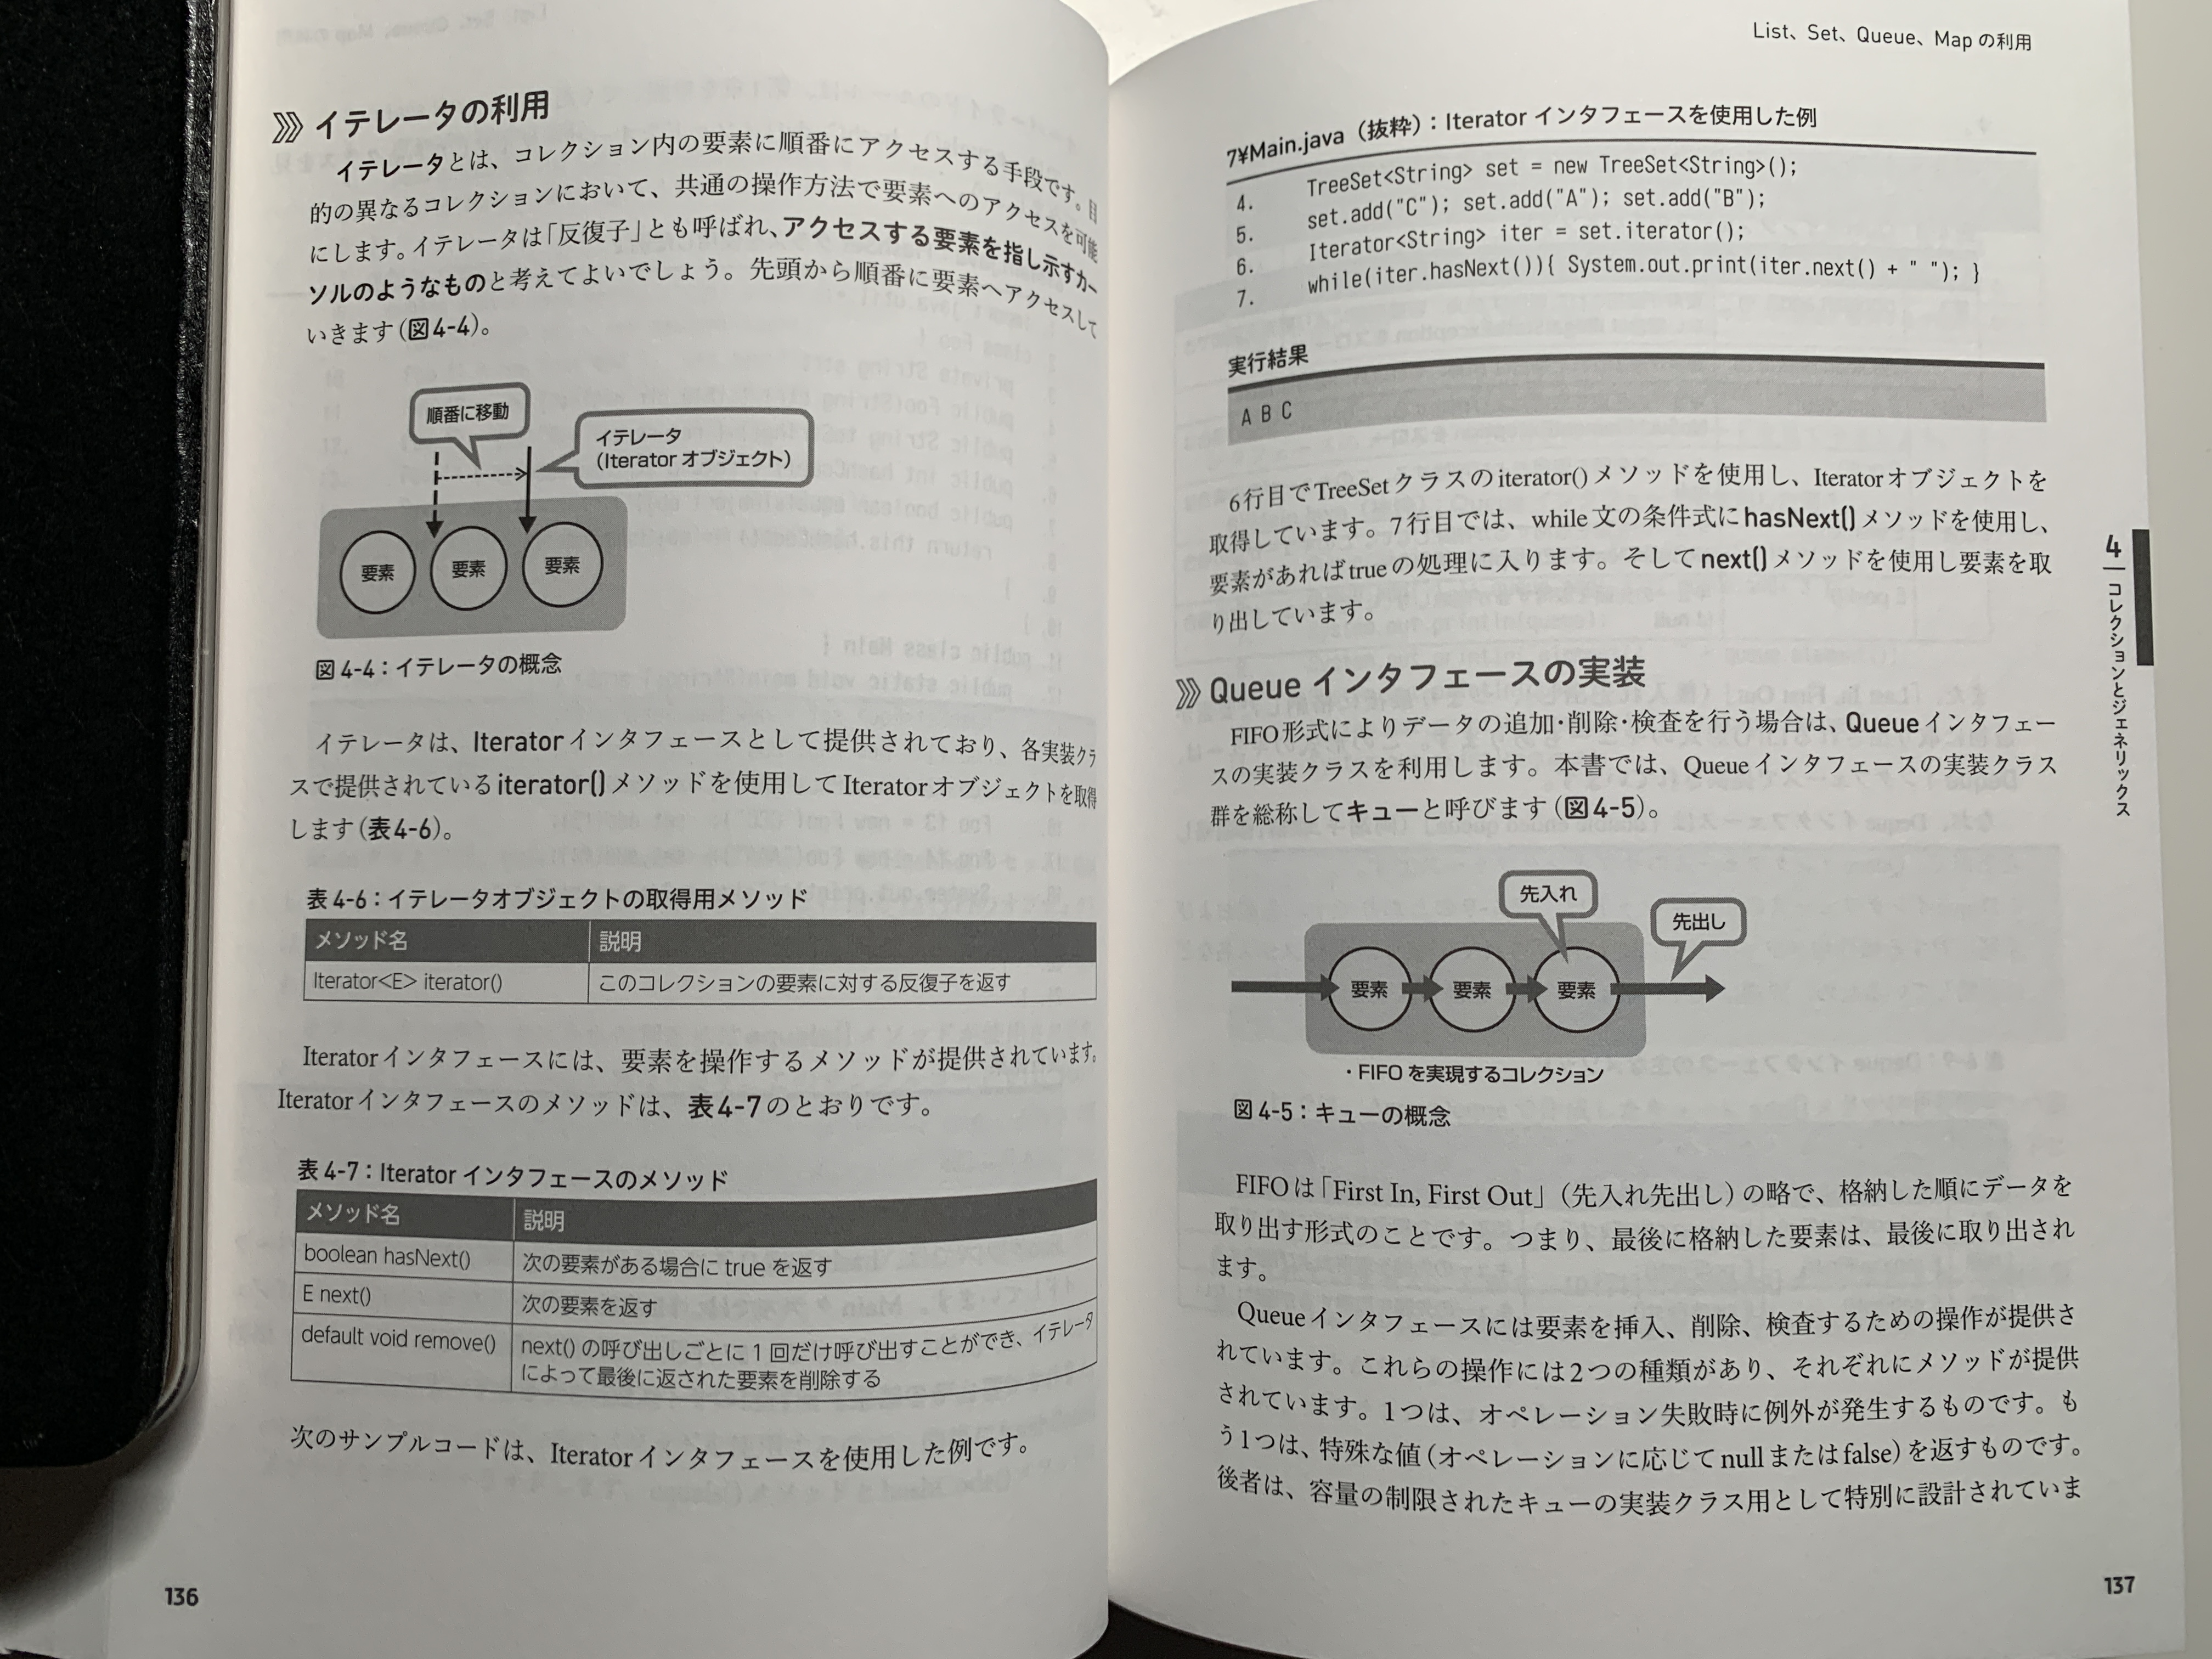 イテレータの利用
イテレータとは、コレクション内の要素に順番にアクセスする手段です。目
的の異なるコレクションにおいて、共通の操作方法で要素へのアクセスを可能
にします。イテレータは「反復子」とも呼ばれ、アクセスする要素を指し示すカー
ソルのようなものと考えてよいでしょう。先頭から順番に要素へアクセスして
いきます(図4-4)。
順番に移動
イテレータ
(Iterator オブジェクト)
要素 要素 要素
図4-4：イテレータの概念
イテレータは、Iteratorインタフェースとして提供されており、各実装クラ
スで提供されているiterator()メソッドを使用してIteratorオブジェクトを取得
します(表4-6)。
表4-6：イテレータオブジェクトの取得用メソッド
メソッド名 説明
Iterator<E> iterator() このコレクションの要素に対する反復子を返す
Iteratorインタフェースには、要素を操作するメソッドが提供されています。
Iteratorインタフェースのメソッドは、表4-7のとおりです。
表4-7：Iterator インタフェースのメソッド
メソッド名 説明
boolean hasNext() 次の要素がある場合に true を返す
E next() 次の要素を返す
default void remove() next() の呼び出しごとに 1 回だけ呼び出すことができ、イテレータ
によって最後に返された要素を削除する
次のサンプルコードは、Iteratorインタフェースを使用した例です。
136
List、Set、Queue、Map の利用
7¥Main.java（抜粋）：Iterator インタフェースを使用した例
4. TreeSet<String> set = new TreeSet<String>();
5. set.add("C"); set.add("A"); set.add("B");
6. Iterator<String> iter = set.iterator();
7. while(iter.hasNext()){ System.out.print(iter.next() + " "); }
実行結果
A B C
6行目でTreeSetクラスのiterator()メソッドを使用し、Iteratorオブジェクトを
取得しています。7行目では、while文の条件式にhasNext()メソッドを使用し、
要素があればtrueの処理に入ります。そしてnext()メソッドを使用し要素を取
り出しています。
Queue インタフェースの実装
FIFO形式によりデータの追加・削除・検査を行う場合は、Queueインタフェー
スの実装クラスを利用します。本書では、Queueインタフェースの実装クラス
群を総称してキューと呼びます(図4-5)。
先入れ
先出し
要素 要素 要素
・FIFO を実現するコレクション
図4-5：キューの概念
FIFOは「First In, First Out」（先入れ先出し）の略で、格納した順にデータを
取り出す形式のことです。つまり、最後に格納した要素は、最後に取り出され
ます。
Queueインタフェースには要素を挿入、削除、検査するための操作が提供さ
れています。これらの操作には2つの種類があり、それぞれにメソッドが提供
されています。1つは、オペレーション失敗時に例外が発生するものです。も
う1つは、特殊な値(オペレーションに応じてnullまたはfalse)を返すものです。
後者は、容量の制限されたキューの実装クラス用として特別に設計されていま
4
コレクションとジェネリックス
137